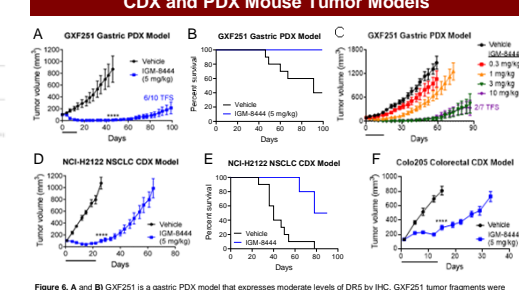 CDX and PDX Mouse Tumor Models
A
GXF251 Gastric PDX Model
Tumor volume (mm³)
1200
1000
800
600
400
200
0
0 20 40 60 80 100
Days
Vehicle
IGM-8444
(5 mg/kg)
6/10 TFS
****
B
GXF251 Gastric PDX Model
Percent survival
100
80
60
40
20
0
0 50 100
Days
Vehicle
IGM-8444 (5 mg/kg)
C
GXF251 Gastric PDX Model
Tumor volume (mm³)
1800
1200
600
0
0 30 60 90
Days
Vehicle
IGM-8444
0.3 mg/kg
1 mg/kg
3 mg/kg
10 mg/kg
2/7 TFS
D
NCI-H2122 NSCLC CDX Model
Tumor volume (mm³)
1200
1000
800
600
400
200
0
0 20 40 60 80
Days
Vehicle
IGM-8444
(5 mg/kg)
****
E
NCI-H2122 NSCLC CDX Model
Percent survival
100
80
60
40
20
0
0 20 40 60 80 100
Days
Vehicle
IGM-8444
(5 mg/kg)
F
Colo205 Colorectal CDX Model
Tumor volume (mm³)
1000
800
600
400
200
0
0 10 20 30 40
Days
Vehicle
IGM-8444
(5 mg/kg)
****
Figure 6. A and B) GXF251 is a gastric PDX model that expresses moderate levels of DR5 by IHC. GXF251 tumor fragments were